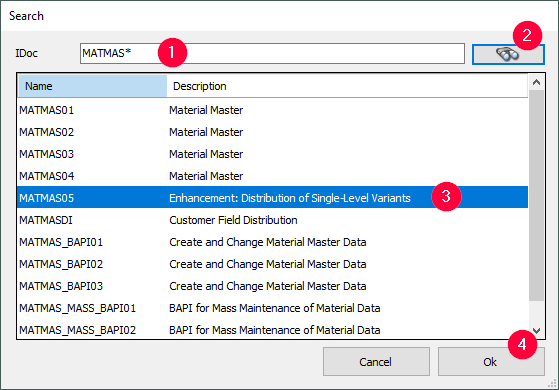 Search
IDoc MATMAS* 1 2
Name Description
MATMAS01 Material Master
MATMAS02 Material Master
MATMAS03 Material Master
MATMAS04 Material Master
MATMAS05 Enhancement: Distribution of Single-Level Variants 3
MATMASDI Customer Field Distribution
MATMAS_BAPI01 Create and Change Material Master Data
MATMAS_BAPI02 Create and Change Material Master Data
MATMAS_BAPI03 Create and Change Material Master Data
MATMAS_MASS_BAPI01 BAPI for Mass Maintenance of Material Data
MATMAS_MASS_BAPI02 BAPI for Mass Maintenance of Material Data
4
Cancel Ok